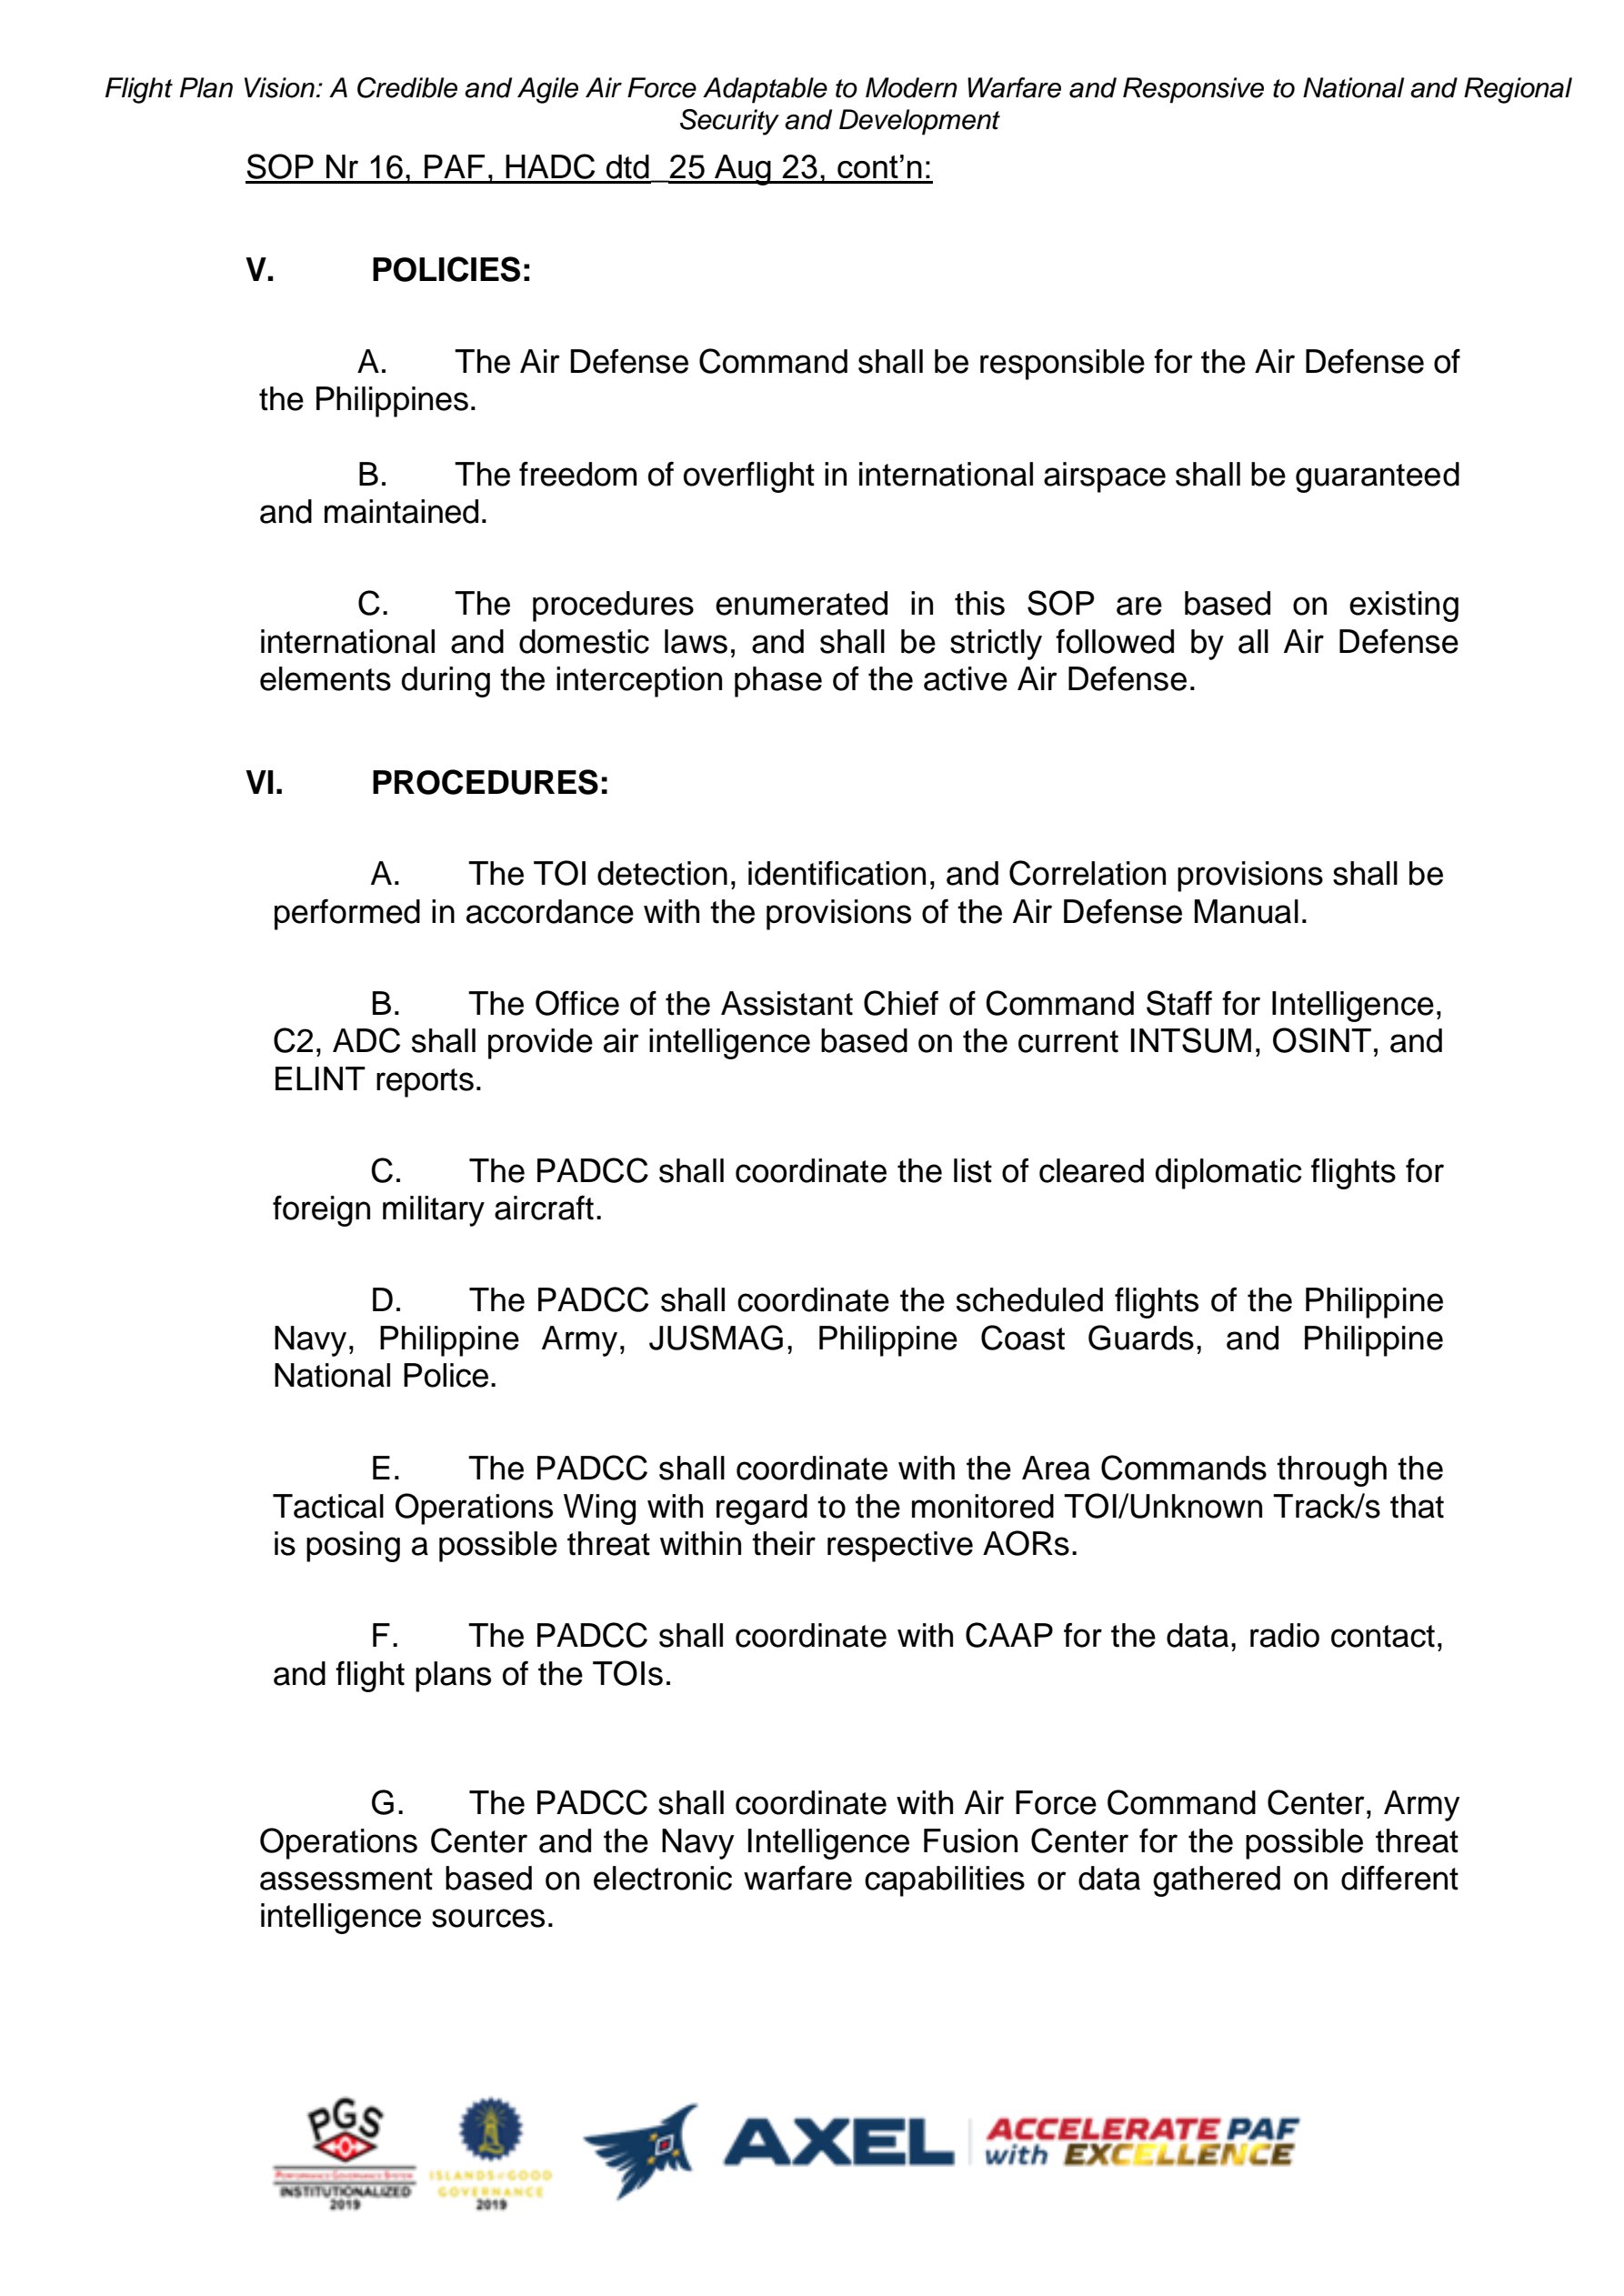 Flight Plan Vision: A Credible and Agile Air Force Adaptable to Modern Warfare and Responsive to National and Regional
Security and Development
SOP Nr 16, PAF, HADC dtd_25 Aug 23, cont’n:
V. POLICIES:
A. The Air Defense Command shall be responsible for the Air Defense of
the Philippines.
B. The freedom of overflight in international airspace shall be guaranteed
and maintained.
C. The procedures enumerated in this SOP are based on existing
international and domestic laws, and shall be strictly followed by all Air Defense
elements during the interception phase of the active Air Defense.
VI. PROCEDURES:
A. The TOI detection, identification, and Correlation provisions shall be
performed in accordance with the provisions of the Air Defense Manual.
B. The Office of the Assistant Chief of Command Staff for Intelligence,
C2, ADC shall provide air intelligence based on the current INTSUM, OSINT, and
ELINT reports.
C. The PADCC shall coordinate the list of cleared diplomatic flights for
foreign military aircraft.
D. The PADCC shall coordinate the scheduled flights of the Philippine
Navy, Philippine Army, JUSMAG, Philippine Coast Guards, and Philippine
National Police.
E. The PADCC shall coordinate with the Area Commands through the
Tactical Operations Wing with regard to the monitored TOI/Unknown Track/s that
is posing a possible threat within their respective AORs.
F. The PADCC shall coordinate with CAAP for the data, radio contact,
and flight plans of the TOIs.
G. The PADCC shall coordinate with Air Force Command Center, Army
Operations Center and the Navy Intelligence Fusion Center for the possible threat
assessment based on electronic warfare capabilities or data gathered on different
intelligence sources.
PGS
PERFORMANCE GOVERNANCE SYSTEM
INSTITUTIONALIZED
2019
ISLANDS of GOOD
GOVERNANCE
2019
AXEL
ACCELERATE PAF
with EXCELLENCE